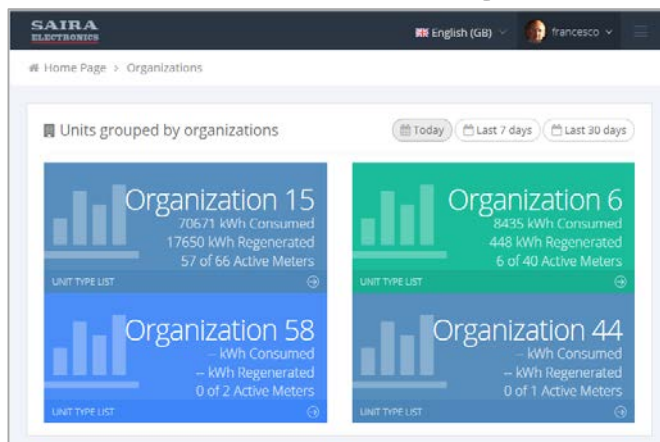 SAIRA
ELECTRONICS
English (GB)
francesco
Home Page > Organizations
Units grouped by organizations
Today
Last 7 days
Last 30 days
Organization 15
70671 kWh Consumed
17650 kWh Regenerated
57 of 66 Active Meters
UNIT TYPE LIST
Organization 6
8435 kWh Consumed
448 kWh Regenerated
6 of 40 Active Meters
UNIT TYPE LIST
Organization 58
-- kWh Consumed
-- kWh Regenerated
0 of 2 Active Meters
UNIT TYPE LIST
Organization 44
-- kWh Consumed
-- kWh Regenerated
0 of 1 Active Meters
UNIT TYPE LIST